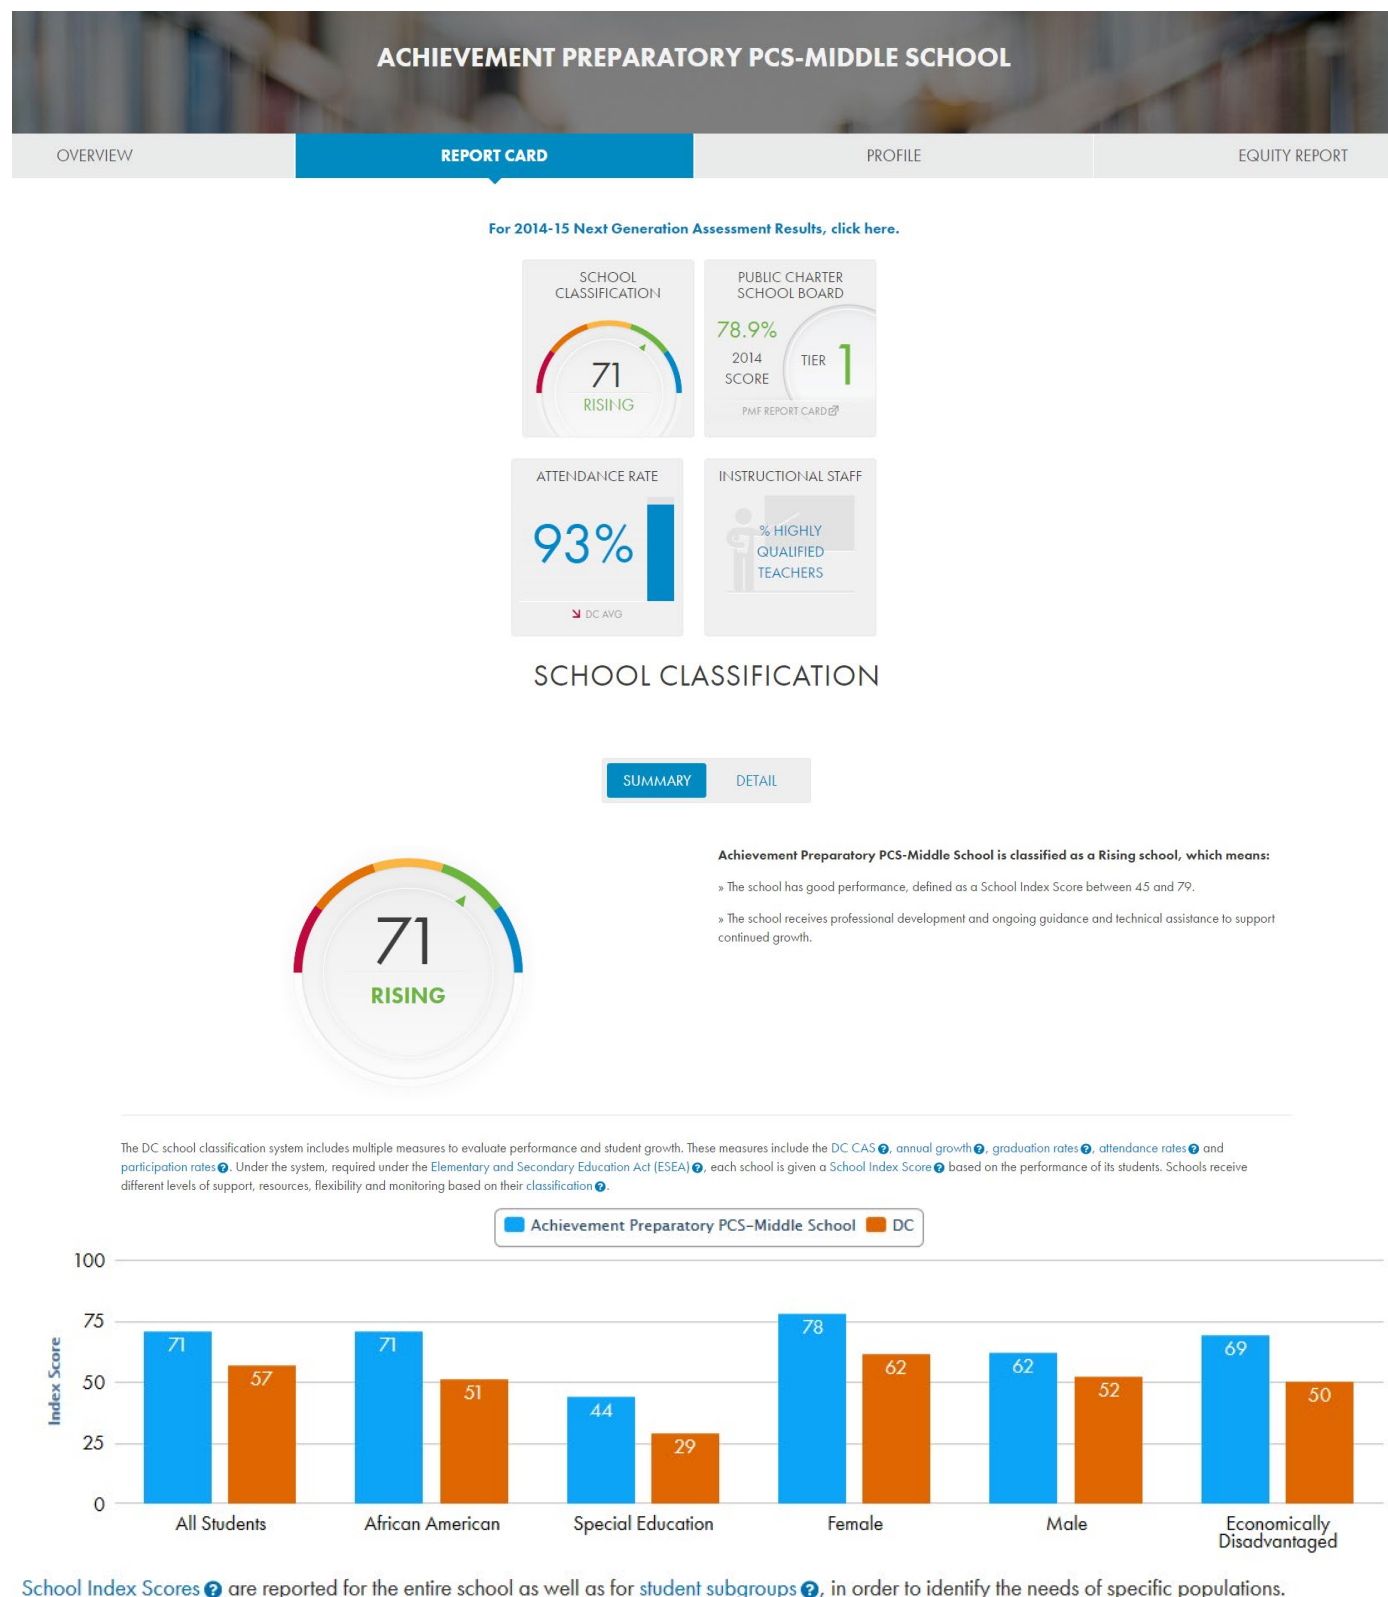 ACHIEVEMENT PREPARATORY PCS-MIDDLE SCHOOL
OVERVIEW
REPORT CARD
PROFILE
EQUITY REPORT
For 2014-15 Next Generation Assessment Results, click here.
SCHOOL
CLASSIFICATION
71
RISING
PUBLIC CHARTER
SCHOOL BOARD
78.9%
2014
SCORE
TIER 1
PMF REPORT CARD
ATTENDANCE RATE
93%
DC AVG
INSTRUCTIONAL STAFF
% HIGHLY
QUALIFIED
TEACHERS
SCHOOL CLASSIFICATION
SUMMARY
DETAIL
71
RISING
Achievement Preparatory PCS-Middle School is classified as a Rising school, which means:
» The school has good performance, defined as a School Index Score between 45 and 79.
» The school receives professional development and ongoing guidance and technical assistance to support
continued growth.
The DC school classification system includes multiple measures to evaluate performance and student growth. These measures include the DC CAS ?, annual growth ?, graduation rates ?, attendance rates ? and
participation rates ?. Under the system, required under the Elementary and Secondary Education Act (ESEA) ?, each school is given a School Index Score ? based on the performance of its students. Schools receive
different levels of support, resources, flexibility and monitoring based on their classification ?.
Achievement Preparatory PCS-Middle School
DC
Index Score
100
75
50
25
0
71
57
71
51
44
29
78
62
62
52
69
50
All Students
African American
Special Education
Female
Male
Economically
Disadvantaged
School Index Scores ? are reported for the entire school as well as for student subgroups ?, in order to identify the needs of specific populations.